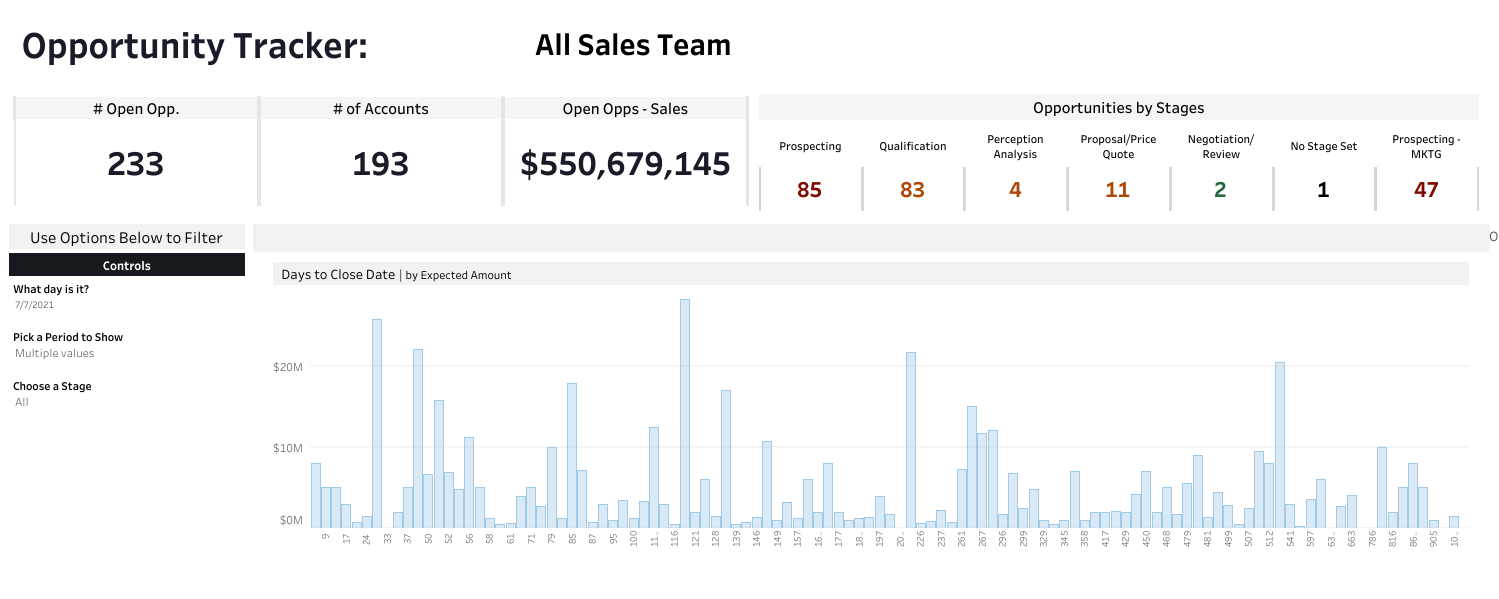 Opportunity Tracker:
All Sales Team
# Open Opp.
# of Accounts
Open Opps - Sales
233
193
$550,679,145
Opportunities by Stages
Prospecting
Qualification
Perception
Analysis
Proposal/Price
Quote
Negotiation/
Review
No Stage Set
Prospecting -
MKTG
85
83
4
11
2
1
47
Use Options Below to Filter
O
Controls
What day is it?
7/7/2021
Pick a Period to Show
Multiple values
Choose a Stage
All
Days to Close Date | by Expected Amount
$20M
$10M
$0M
9
17
24
33
37
50
52
56
58
61
71
79
85
87
95
100
11..
116
121
128
139
146
149
157
16..
177
18..
197
20..
226
237
261
267
296
299
329
345
358
417
429
450
468
479
481
499
507
512
541
597
63..
663
786
816
86..
905
10..